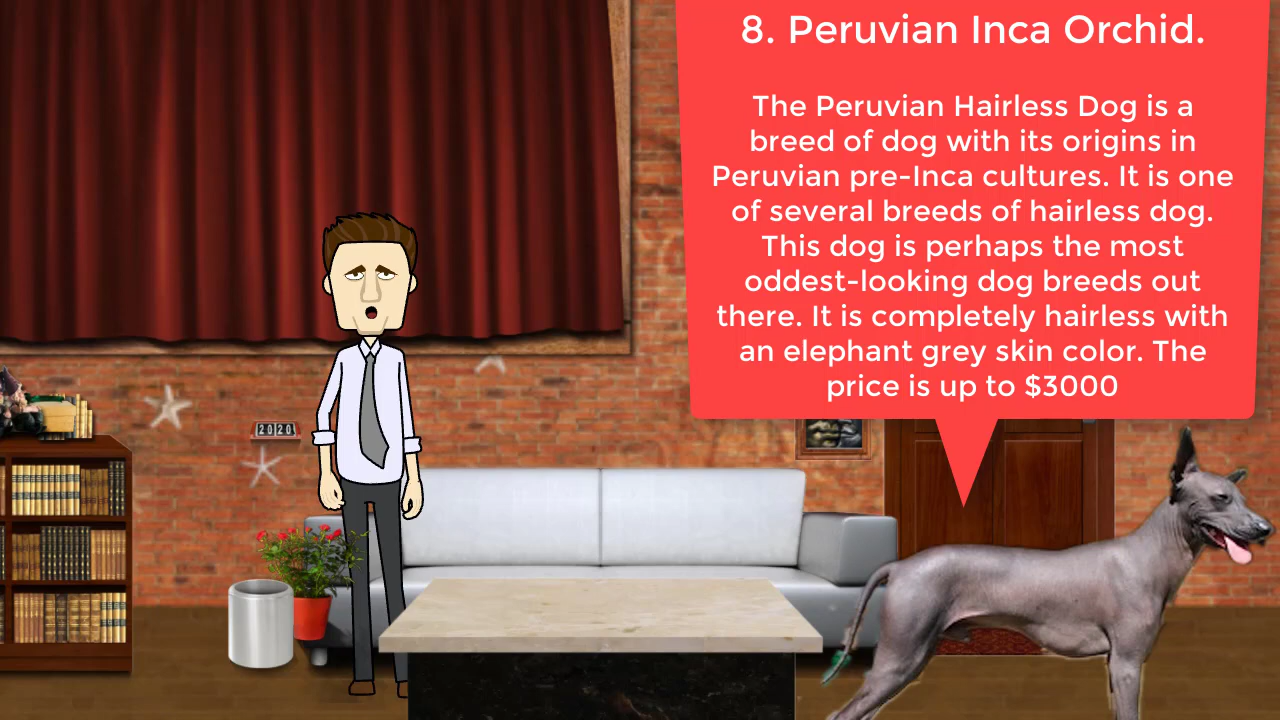 8. Peruvian Inca Orchid.
The Peruvian Hairless Dog is a
breed of dog with its origins in
Peruvian pre-Inca cultures. It is one
of several breeds of hairless dog.
This dog is perhaps the most
oddest-looking dog breeds out
there. It is completely hairless with
an elephant grey skin color. The
price is up to $3000
2020